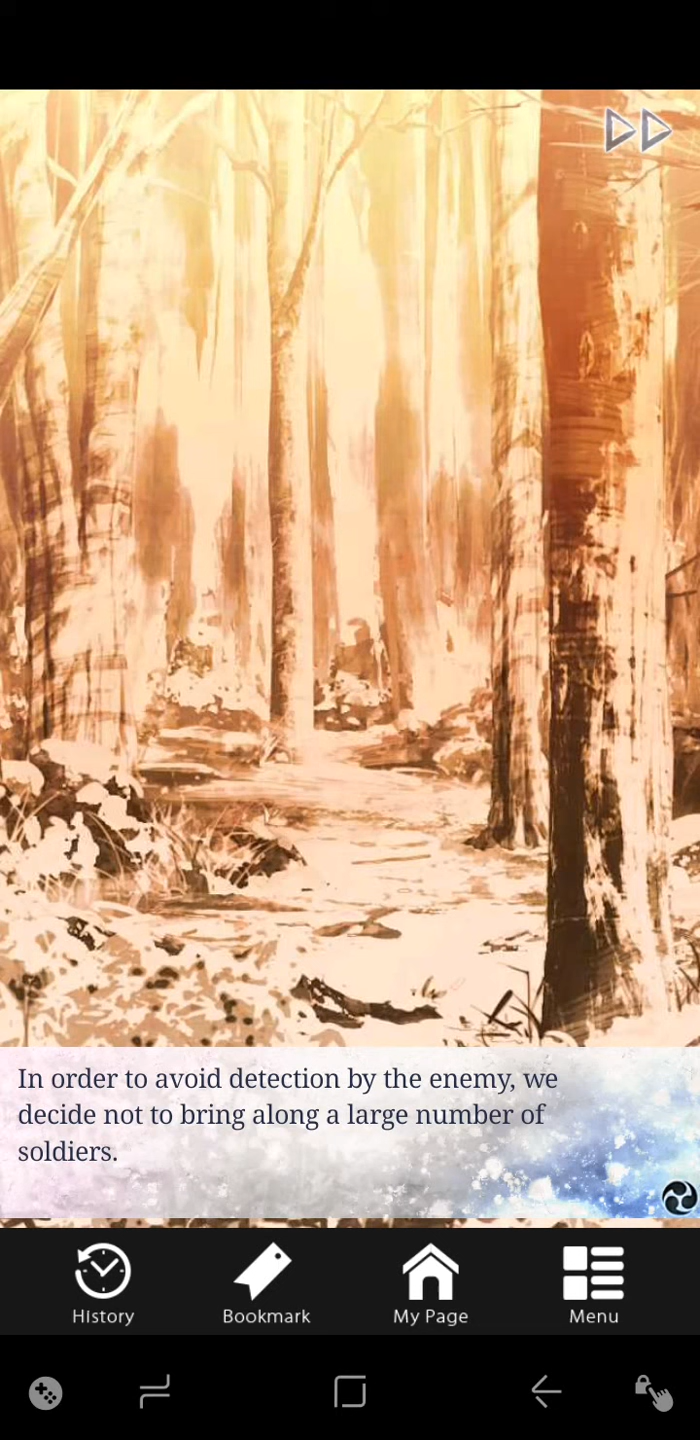 In order to avoid detection by the enemy, we
decide not to bring along a large number of
soldiers.
History
Bookmark
My Page
Menu